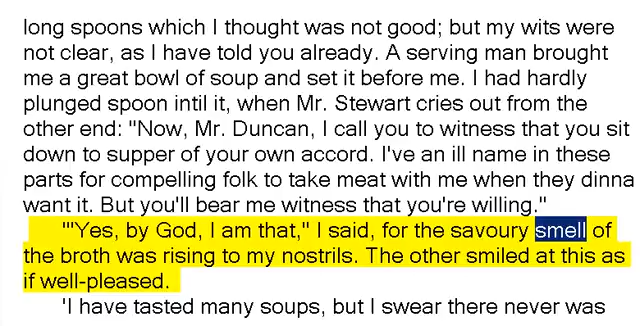 long spoons which I thought was not good; but my wits were
not clear, as I have told you already. A serving man brought
me a great bowl of soup and set it before me. I had hardly
plunged spoon intil it, when Mr. Stewart cries out from the
other end: "Now, Mr. Duncan, I call you to witness that you sit
down to supper of your own accord. I've an ill name in these
parts for compelling folk to take meat with me when they dinna
want it. But you'll bear me witness that you're willing."
'"Yes, by God, I am that," I said, for the savoury smell of
the broth was rising to my nostrils. The other smiled at this as
if well-pleased.
'I have tasted many soups, but I swear there never was